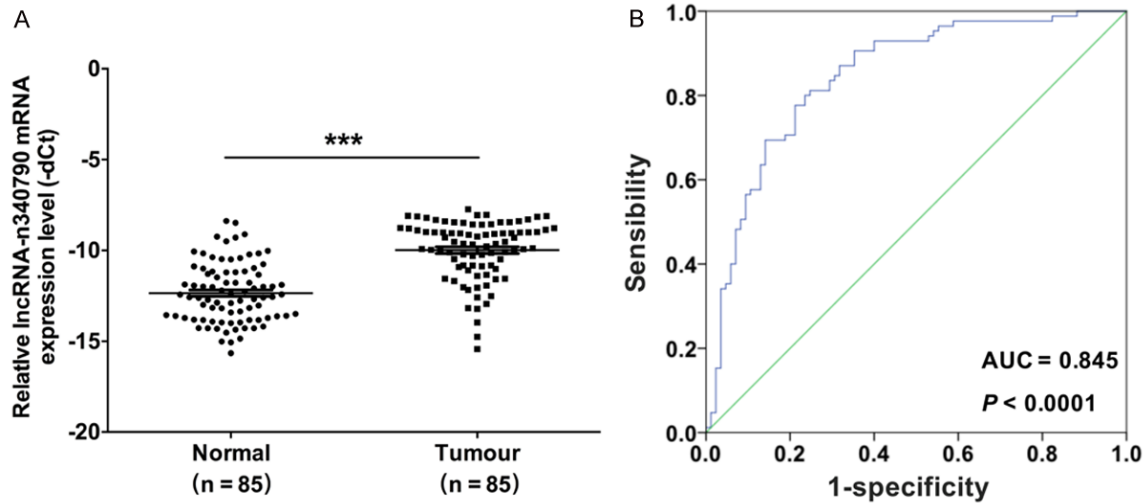 A
Relative lncRNA-n340790 mRNA
expression level (-dCt)
0
-5
-10
-15
-20
***
Normal
(n = 85)
Tumour
(n = 85)
B
Sensibility
1.0
0.8
0.6
0.4
0.2
0.0
AUC = 0.845
P < 0.0001
0.0 0.2 0.4 0.6 0.8 1.0
1-specificity